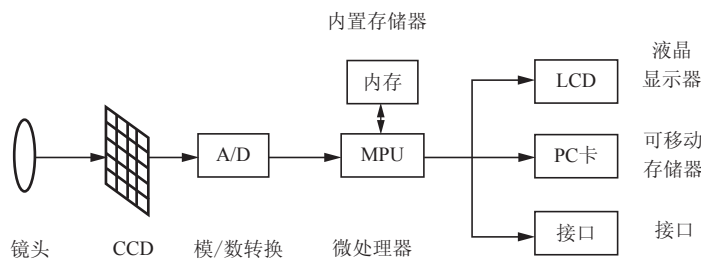 内置存储器
内存
液晶
显示器
LCD
A/D
MPU
PC卡
可移动
存储器
接口
接口
镜头
CCD
模/数转换
微处理器